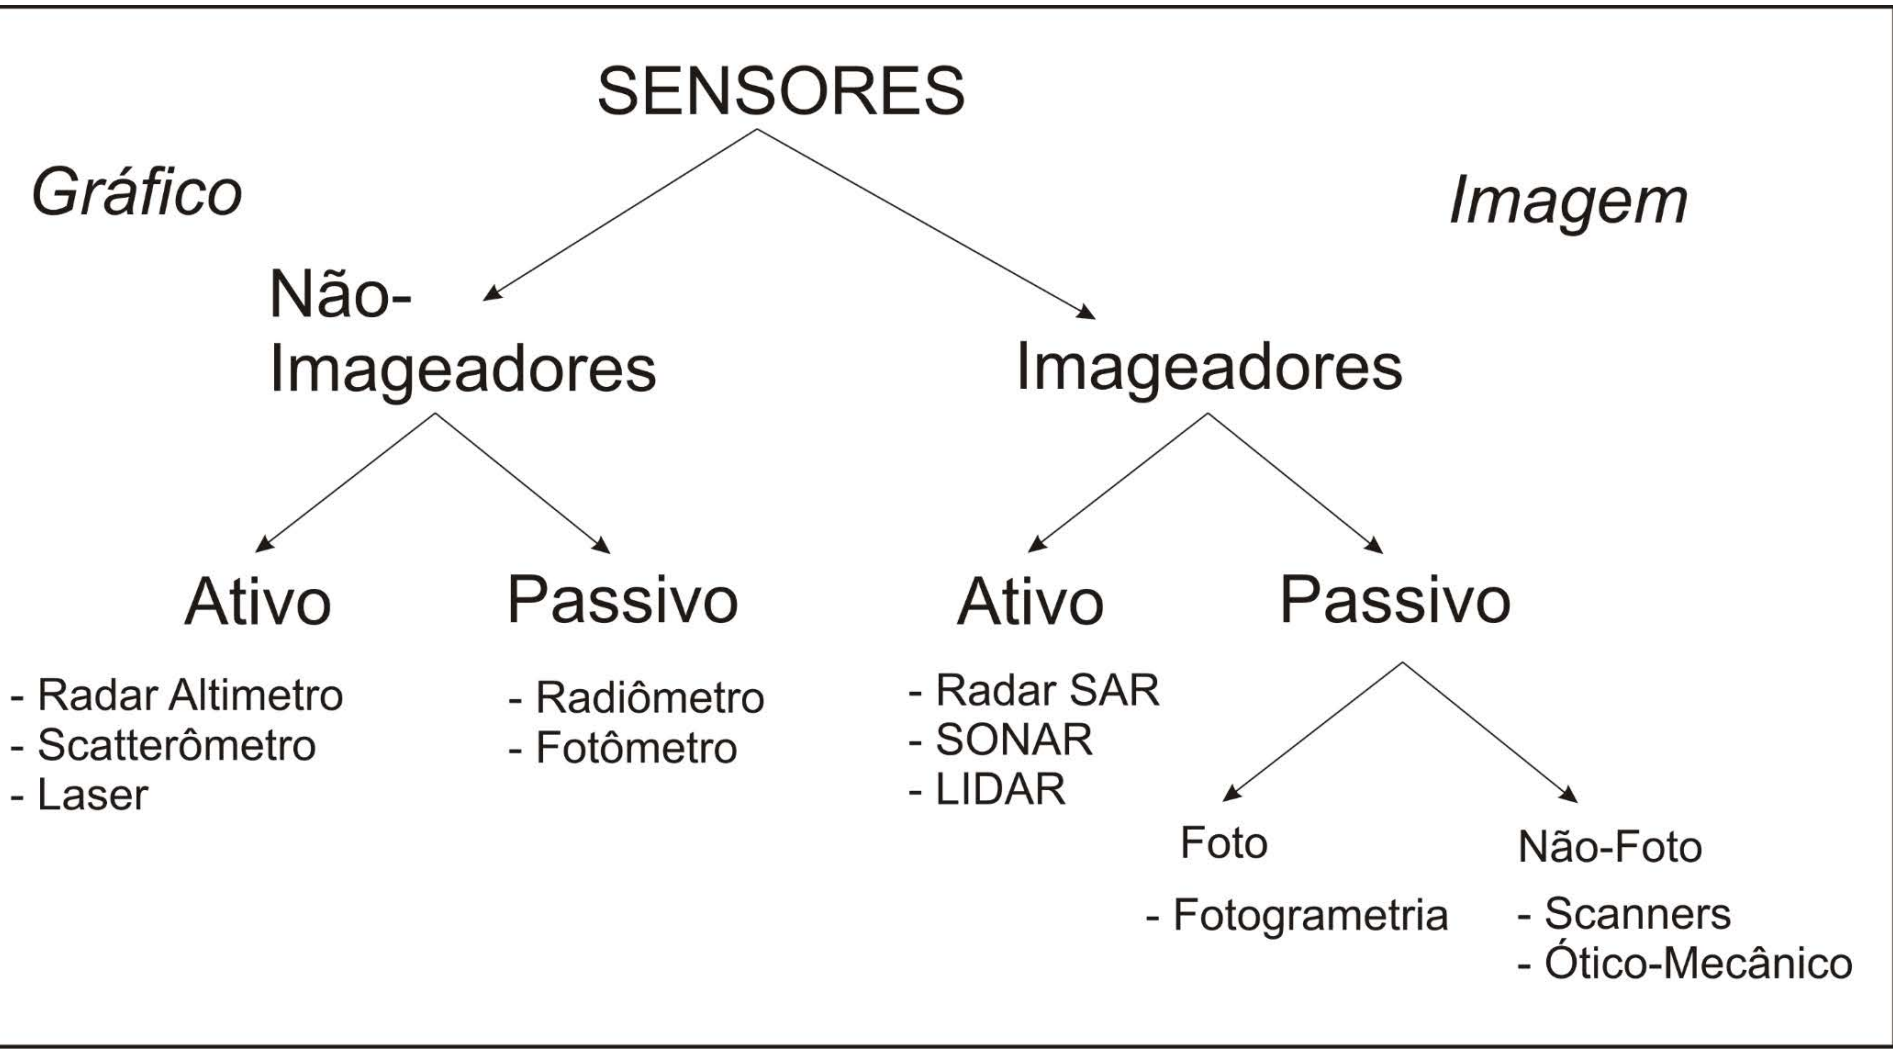 SENSORES
Gráfico
Imagem
Não-
Imageadores
Imageadores
Ativo
Passivo
Ativo
Passivo
- Radar Altimetro
- Scatterômetro
- Laser
- Radiômetro
- Fotômetro
- Radar SAR
- SONAR
- LIDAR
Foto
- Fotogrametria
Não-Foto
- Scanners
- Ótico-Mecânico